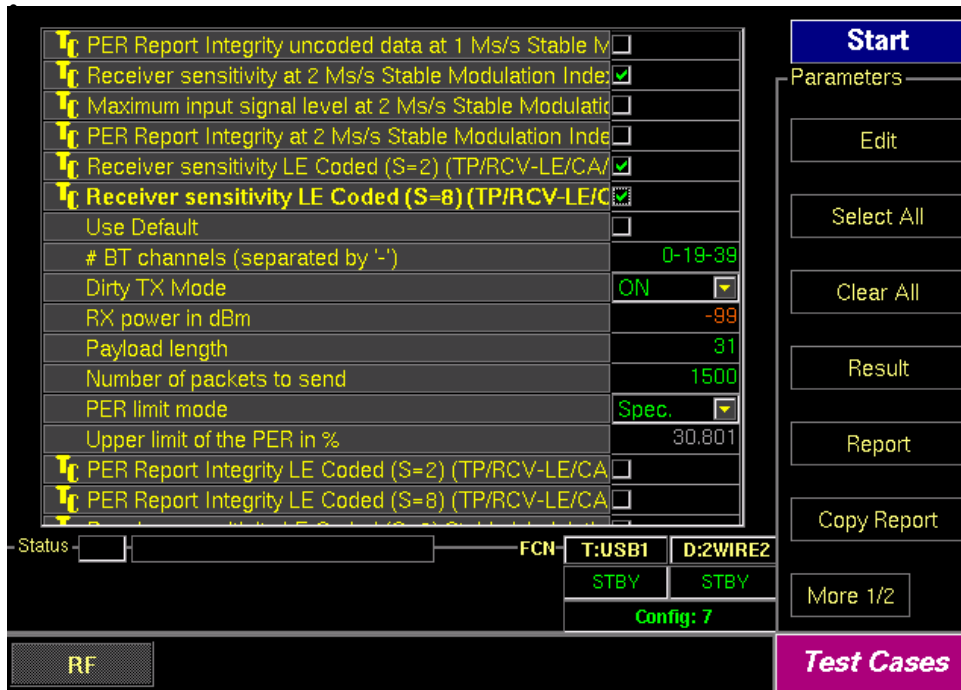 PER Report Integrity uncoded data at 1 Ms/s Stable M
Receiver sensitivity at 2 Ms/s Stable Modulation Index
Maximum input signal level at 2 Ms/s Stable Modulatio
PER Report Integrity at 2 Ms/s Stable Modulation Inde
Receiver sensitivity LE Coded (S=2) (TP/RCV-LE/CA/
Receiver sensitivity LE Coded (S=8) (TP/RCV-LE/C
Use Default
# BT channels (separated by '-') 0-19-39
Dirty TX Mode ON
RX power in dBm -99
Payload length 31
Number of packets to send 1500
PER limit mode Spec.
Upper limit of the PER in % 30.801
PER Report Integrity LE Coded (S=2) (TP/RCV-LE/CA
PER Report Integrity LE Coded (S=8) (TP/RCV-LE/CA
Status
FCN T:USB1 D:2WIRE2
STBY STBY
Config: 7
RF
Start
Parameters
Edit
Select All
Clear All
Result
Report
Copy Report
More 1/2
Test Cases